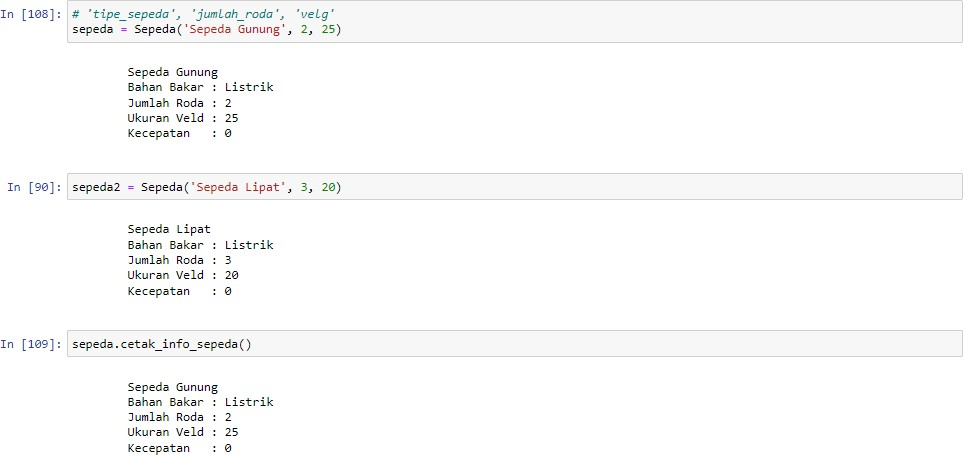 In [108]: # 'tipe_sepeda', 'jumlah_roda', 'velg'
sepeda = Sepeda('Sepeda Gunung', 2, 25)
Sepeda Gunung
Bahan Bakar : Listrik
Jumlah Roda : 2
Ukuran Veld : 25
Kecepatan   : 0
In [90]: sepeda2 = Sepeda('Sepeda Lipat', 3, 20)
Sepeda Lipat
Bahan Bakar : Listrik
Jumlah Roda : 3
Ukuran Veld : 20
Kecepatan   : 0
In [109]: sepeda.cetak_info_sepeda()
Sepeda Gunung
Bahan Bakar : Listrik
Jumlah Roda : 2
Ukuran Veld : 25
Kecepatan   : 0